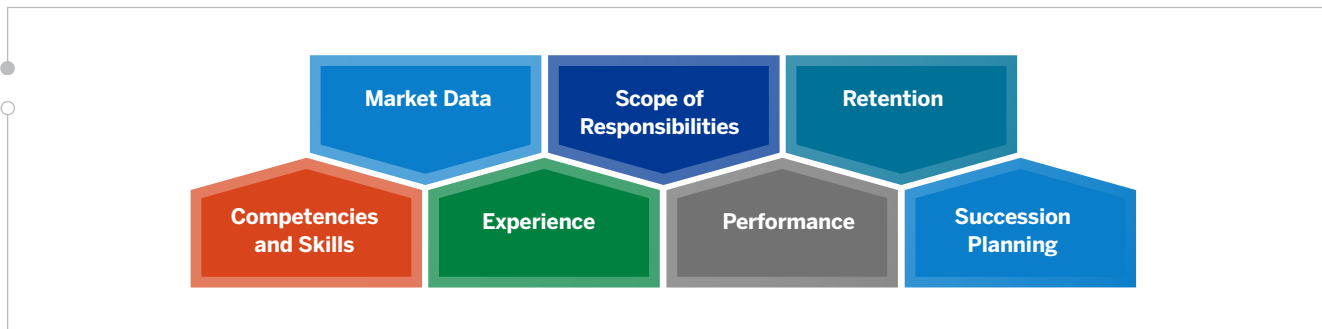 Market Data
Scope of
Responsibilities
Retention
Competencies
and Skills
Experience
Performance
Succession
Planning